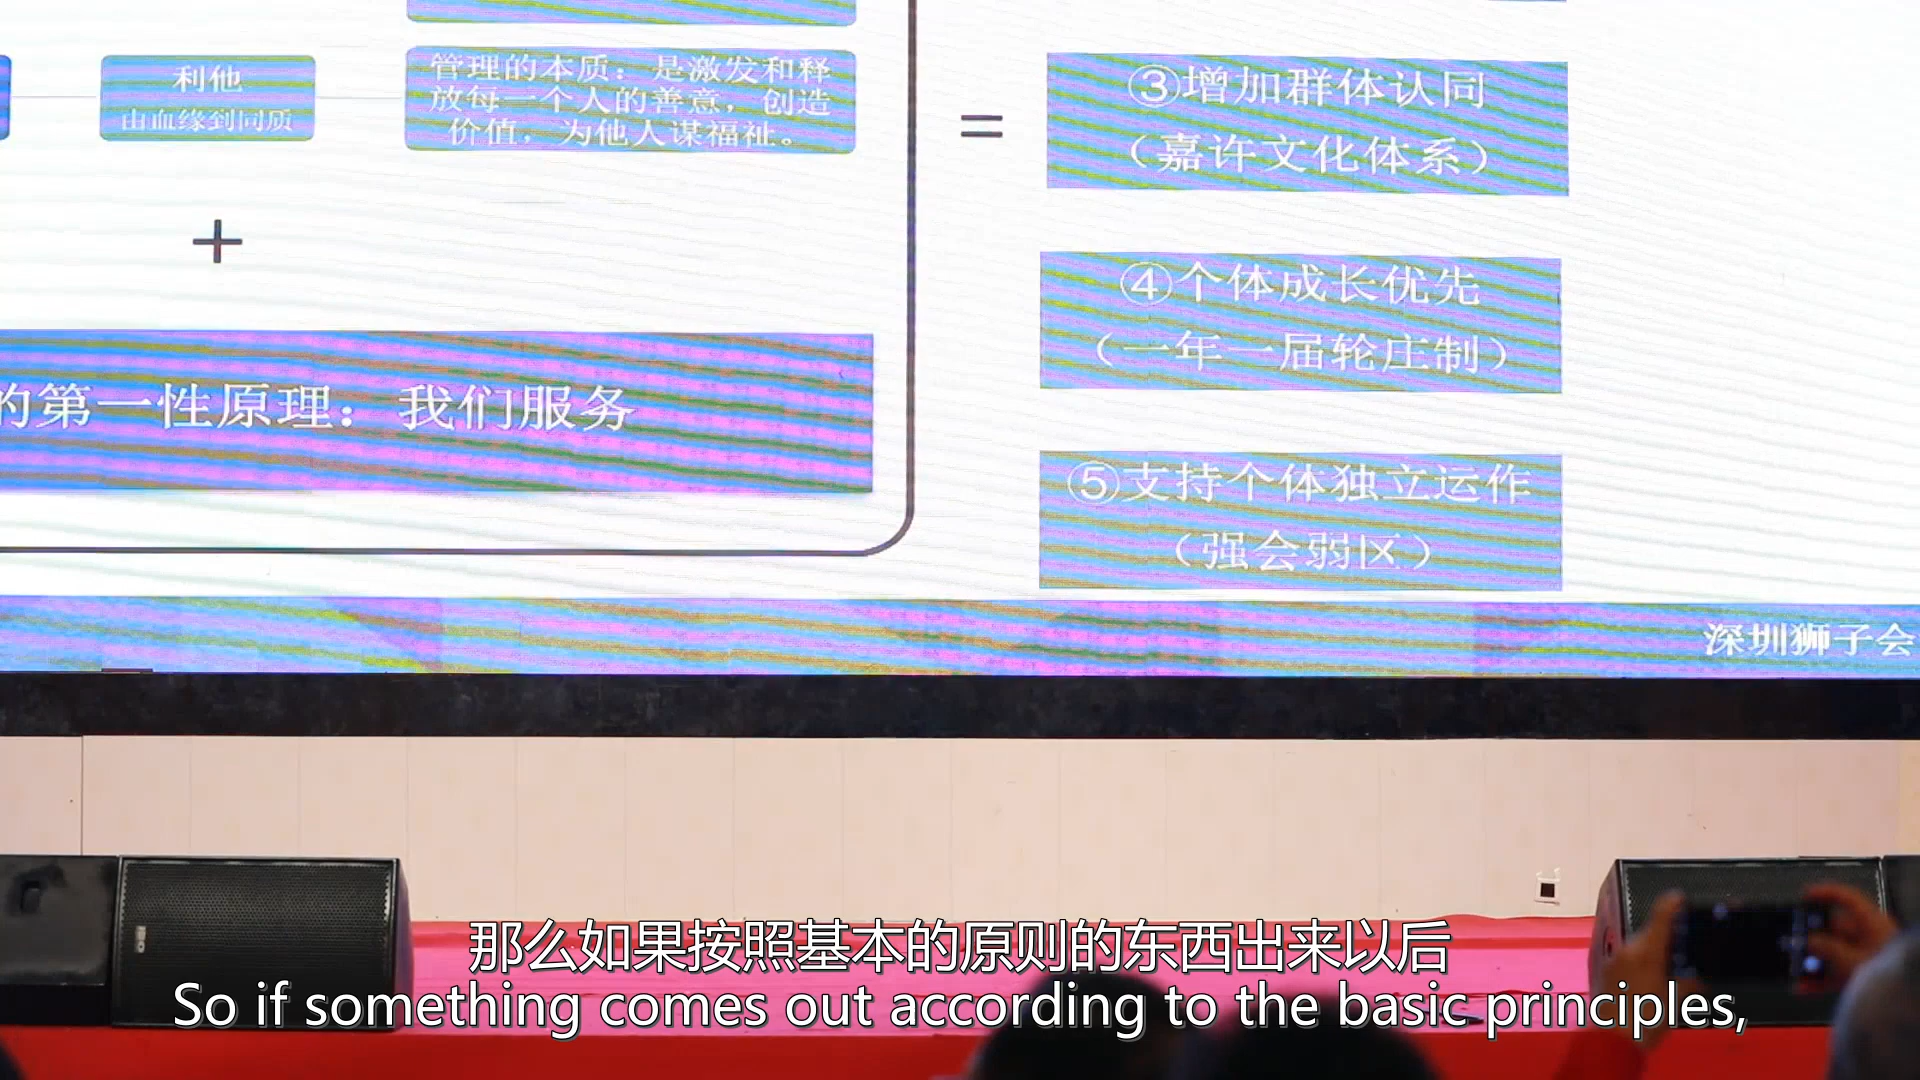 利他
由血缘到同质
管理的本质：是激发和释
放每一个人的善意，创造
价值，为他人谋福祉。
+
的第一性原理：我们服务
=
③增加群体认同
（嘉许文化体系）
④个体成长优先
（一年一届轮庄制）
⑤支持个体独立运作
（强会弱区）
深圳狮子会
那么如果按照基本的原则的东西出来以后
So if something comes out according to the basic principles,